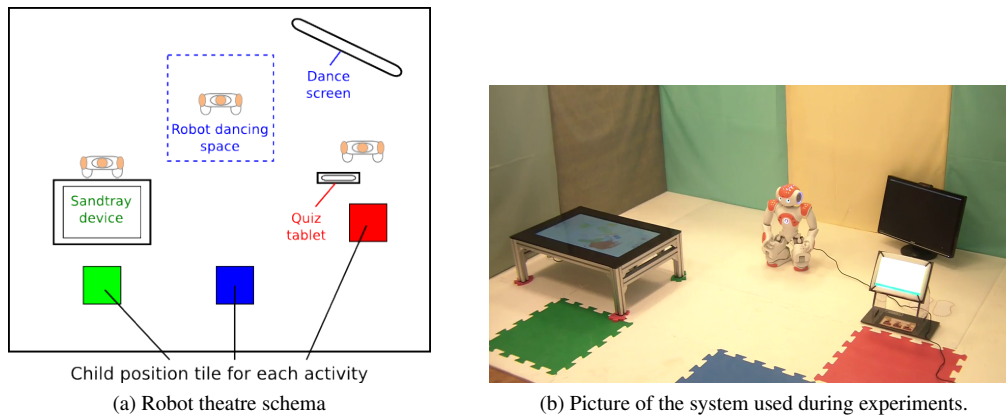 Dance
screen
Robot dancing
space
Sandtray
device
Quiz
tablet
Child position tile for each activity
(a) Robot theatre schema
(b) Picture of the system used during experiments.